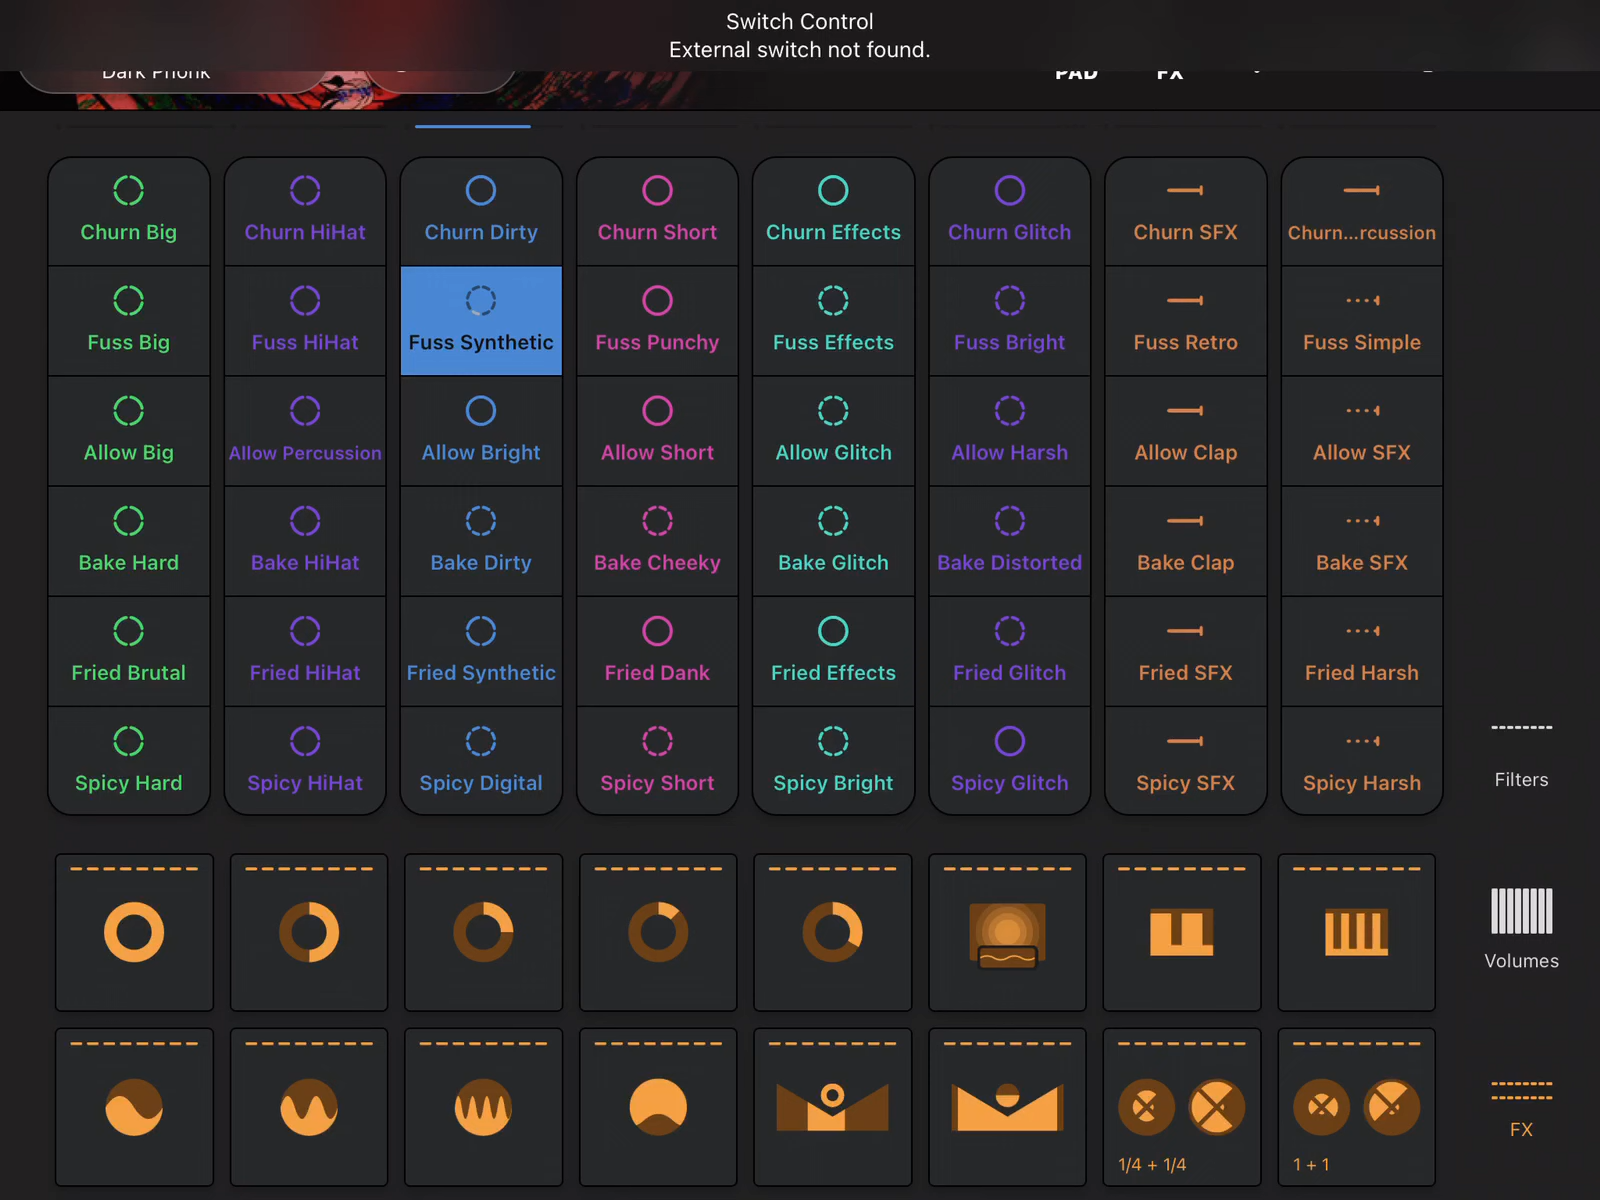 Switch Control
External switch not found.
Dark Phonk
PAD FX
Churn Big Churn HiHat Churn Dirty Churn Short Churn Effects Churn Glitch Churn SFX Churn...rcussion
Fuss Big Fuss HiHat Fuss Synthetic Fuss Punchy Fuss Effects Fuss Bright Fuss Retro Fuss Simple
Allow Big Allow Percussion Allow Bright Allow Short Allow Glitch Allow Harsh Allow Clap Allow SFX
Bake Hard Bake HiHat Bake Dirty Bake Cheeky Bake Glitch Bake Distorted Bake Clap Bake SFX
Fried Brutal Fried HiHat Fried Synthetic Fried Dank Fried Effects Fried Glitch Fried SFX Fried Harsh
Spicy Hard Spicy HiHat Spicy Digital Spicy Short Spicy Bright Spicy Glitch Spicy SFX Spicy Harsh
Filters
Volumes
FX
1/4 + 1/4 1 + 1